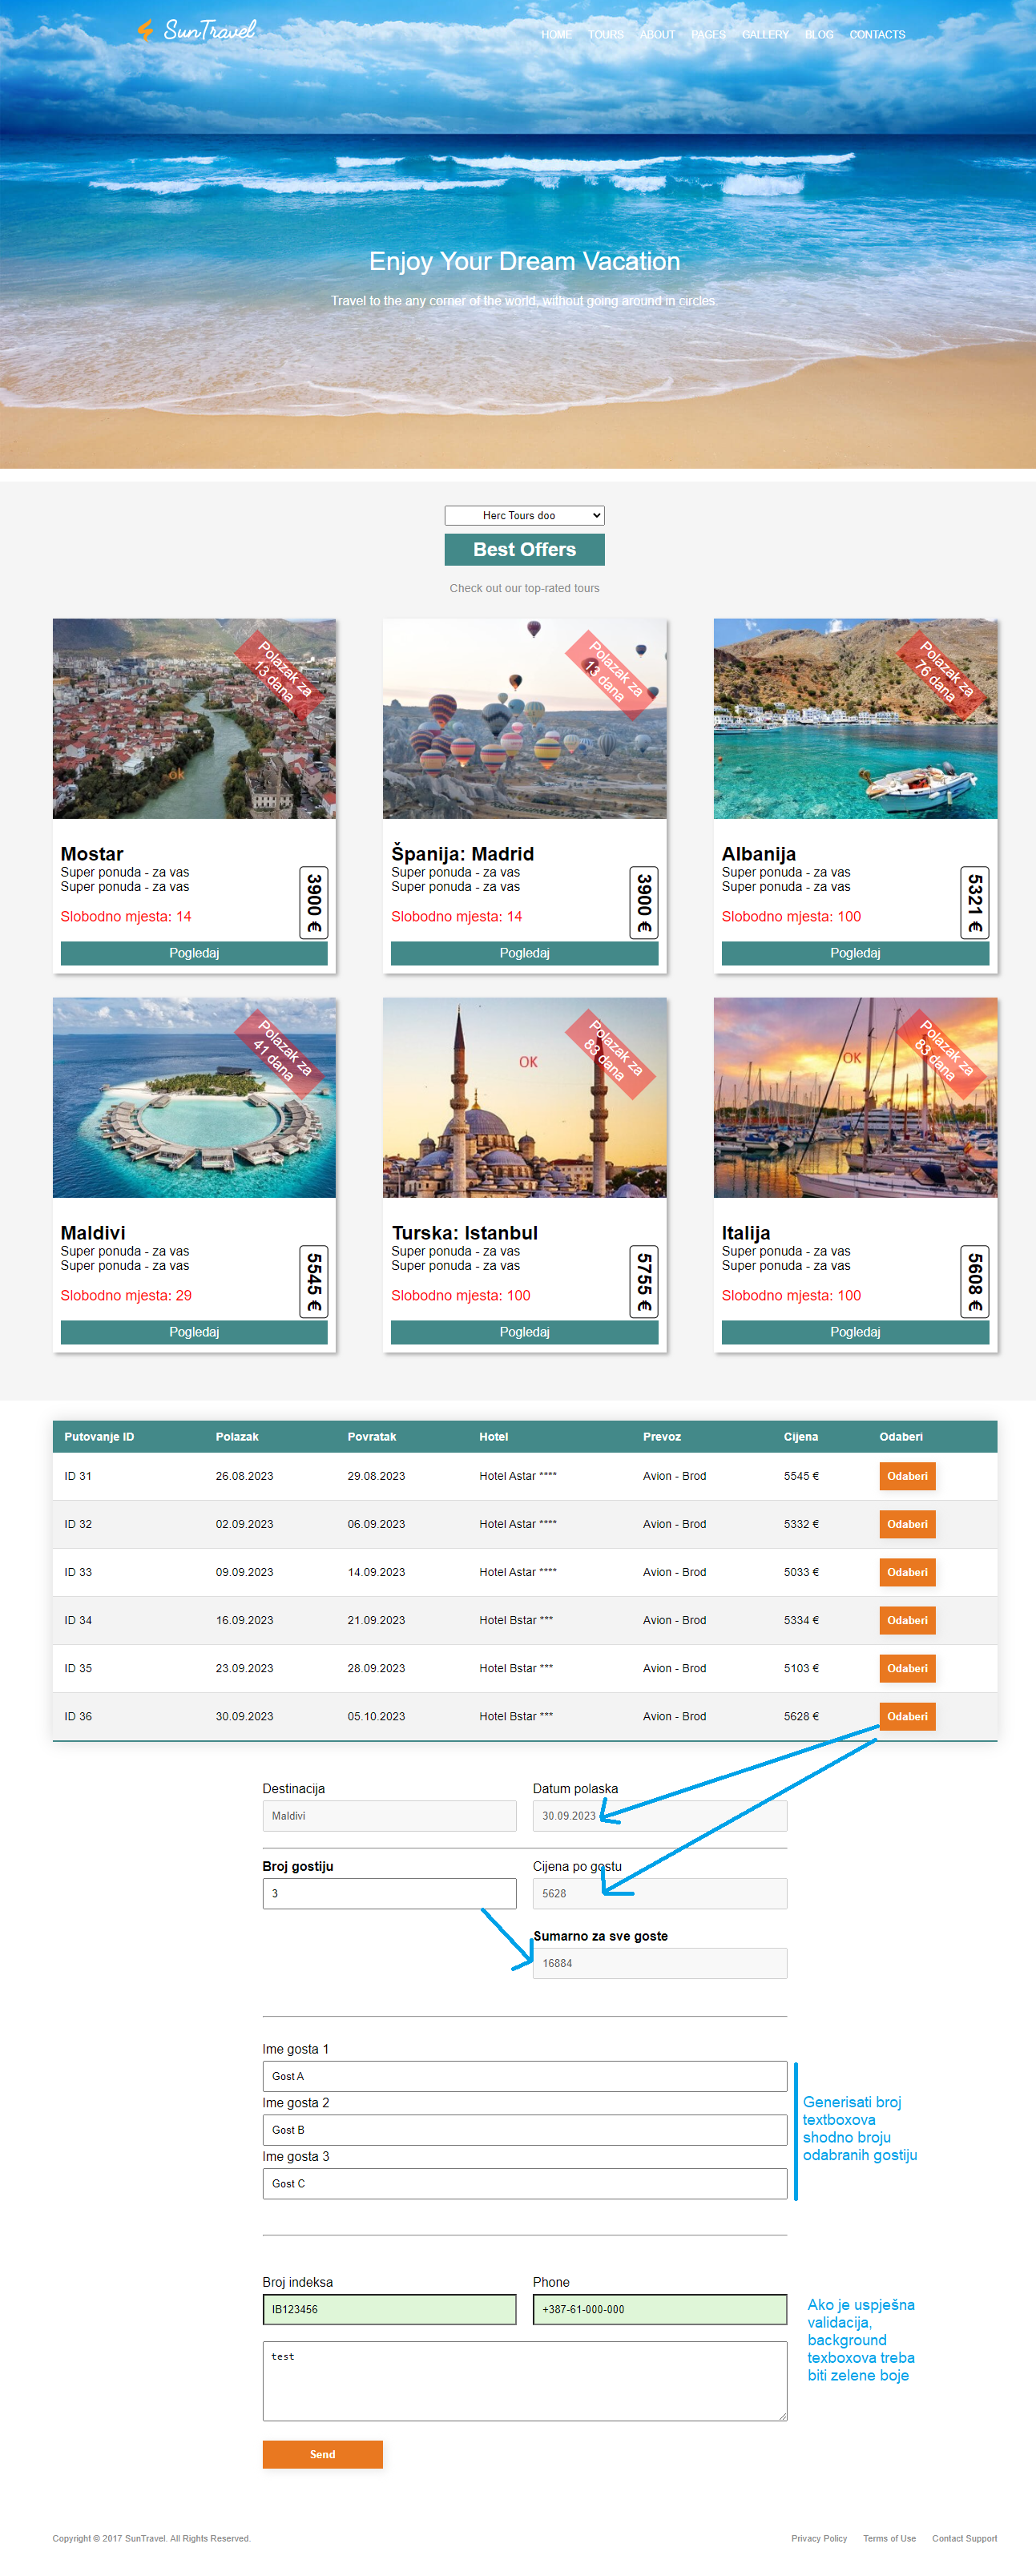 SunTravel
HOME TOURS ABOUT PAGES GALLERY BLOG CONTACTS
Enjoy Your Dream Vacation
Travel to the any corner of the world, without going around in circles
Herc Tours doo
Best Offers
Check out our top-rated tours
Polazak za
13 dana
ok
Mostar
Super ponuda - za vas
Super ponuda - za vas
Slobodno mjesta: 14
3900 €
Pogledaj
Polazak za
13 dana
Španija: Madrid
Super ponuda - za vas
Super ponuda - za vas
Slobodno mjesta: 14
3900 €
Pogledaj
Polazak za
76 dana
Albanija
Super ponuda - za vas
Super ponuda - za vas
Slobodno mjesta: 100
5321 €
Pogledaj
Polazak za
41 dana
Maldivi
Super ponuda - za vas
Super ponuda - za vas
Slobodno mjesta: 29
5545 €
Pogledaj
Polazak za
83 dana
OK
Turska: Istanbul
Super ponuda - za vas
Super ponuda - za vas
Slobodno mjesta: 100
5755 €
Pogledaj
Polazak za
83 dana
OK
Italija
Super ponuda - za vas
Super ponuda - za vas
Slobodno mjesta: 100
5608 €
Pogledaj
Putovanje ID Polazak Povratak Hotel Prevoz Cijena Odaberi
ID 31 26.08.2023 29.08.2023 Hotel Astar **** Avion - Brod 5545 € Odaberi
ID 32 02.09.2023 06.09.2023 Hotel Astar **** Avion - Brod 5332 € Odaberi
ID 33 09.09.2023 14.09.2023 Hotel Astar **** Avion - Brod 5033 € Odaberi
ID 34 16.09.2023 21.09.2023 Hotel Bstar *** Avion - Brod 5334 € Odaberi
ID 35 23.09.2023 28.09.2023 Hotel Bstar *** Avion - Brod 5103 € Odaberi
ID 36 30.09.2023 05.10.2023 Hotel Bstar *** Avion - Brod 5628 € Odaberi
Destinacija Datum polaska
Maldivi 30.09.2023
Broj gostiju Cijena po gostu
3 5628
Sumarno za sve goste
16884
Ime gosta 1
Gost A
Ime gosta 2
Gost B
Ime gosta 3
Gost C
Generisati broj
textboxova
shodno broju
odabranih gostiju
Broj indeksa Phone
IB123456 +387-61-000-000
test
Ako je uspješna
validacija,
background
texboxova treba
biti zelene boje
Send
Copyright © 2017 SunTravel. All Rights Reserved. Privacy Policy Terms of Use Contact Support